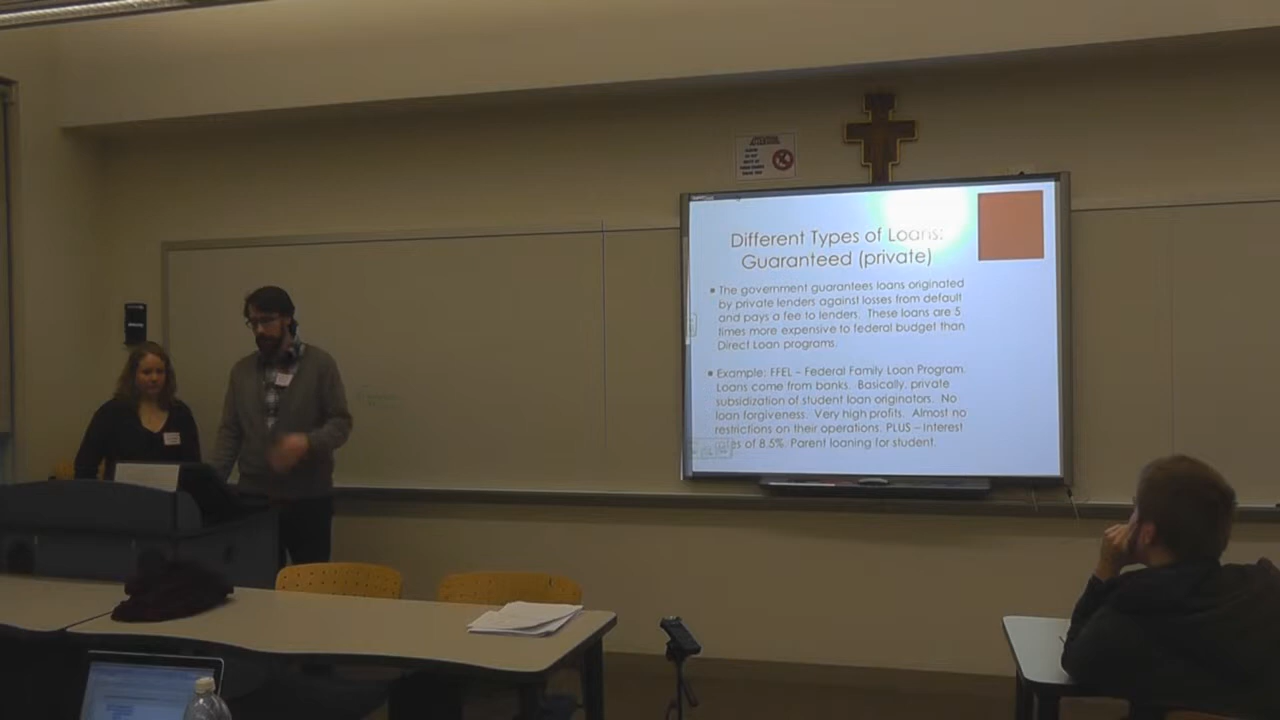 ATTENTION
Different Types of Loans:
Guaranteed (private)
▪ The government guarantees loans originated
by private lenders against losses from default
and pays a fee to lenders. These loans are 5
times more expensive to federal budget than
Direct Loan programs.
▪ Example: FFEL – Federal Family Loan Program.
Loans come from banks. Basically, private
subsidization of student loan originators. No
loan forgiveness. Very high profits. Almost no
restrictions on their operations. PLUS – Interest
rates of 8.5%. Parent loaning for student.